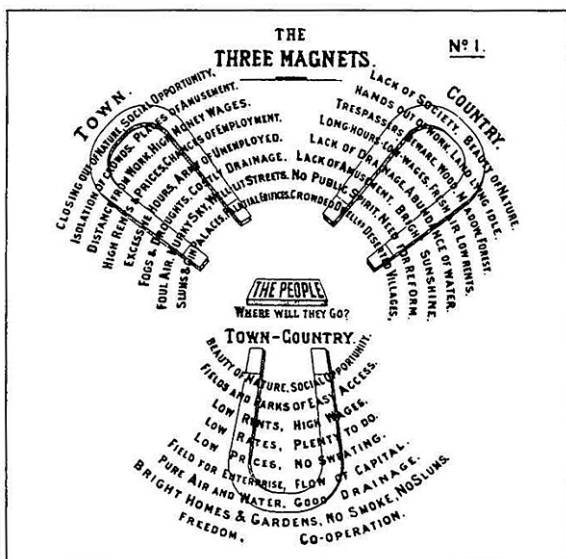 THE
THREE MAGNETS.
Nº 1.
TOWN.
CLOSING OUT OF NATURE. SOCIAL OPPORTUNITY.
ISOLATION OF CROWDS. PLACES OF AMUSEMENT.
DISTANCE FROM WORK. HIGH MONEY WAGES.
HIGH RENTS & PRICES. CHANCES OF EMPLOYMENT.
EXCESSIVE HOURS. ARMY OF UNEMPLOYED.
FOGS & DROUGHTS. COSTLY DRAINAGE.
FOUL AIR. MURKY SKY. WELL-LIT STREETS.
SLUMS & GIN PALACES. PALATIAL EDIFICES.
COUNTRY.
LACK OF SOCIETY. BEAUTY OF NATURE.
HANDS OUT OF WORK. LAND LYING IDLE.
TRESPASSERS BEWARE. WOOD, MEADOW, FOREST.
LONG HOURS-LOW WAGES. FRESH AIR. LOW RENTS.
LACK OF DRAINAGE. ABUNDANCE OF WATER.
LACK OF AMUSEMENT. BRIGHT SUNSHINE.
NO PUBLIC SPIRIT. NEED FOR REFORM.
CROWDED DWELLINGS. DESERTED VILLAGES,
THE PEOPLE
WHERE WILL THEY GO?
TOWN-COUNTRY.
BEAUTY OF NATURE. SOCIAL OPPORTUNITY.
FIELDS AND PARKS OF EASY ACCESS.
LOW RENTS, HIGH WAGES.
LOW RATES, PLENTY TO DO.
LOW PRICES, NO SWEATING.
FIELD FOR ENTERPRISE, FLOW OF CAPITAL.
PURE AIR AND WATER, GOOD DRAINAGE.
BRIGHT HOMES & GARDENS, NO SMOKE, NO SLUMS.
FREEDOM, CO-OPERATION.